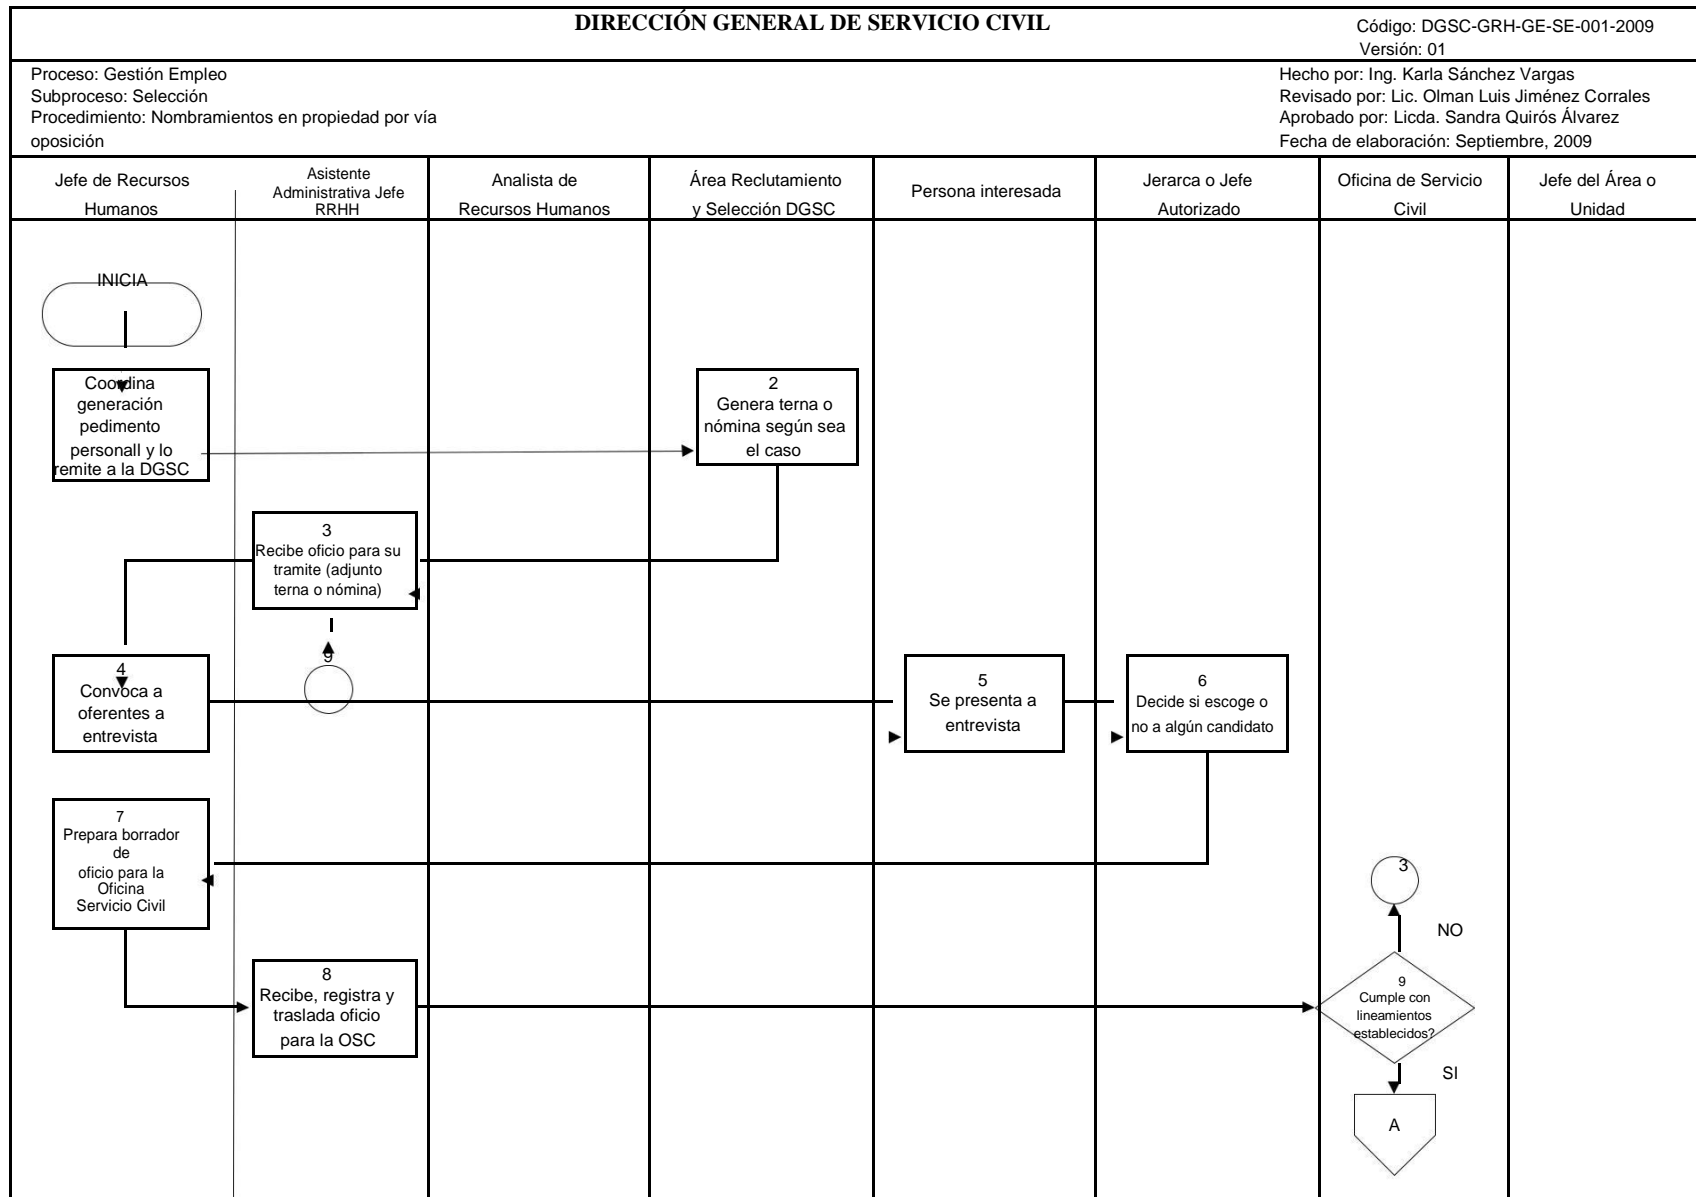 DIRECCIÓN GENERAL DE SERVICIO CIVIL
Código: DGSC-GRH-GE-SE-001-2009
Versión: 01
Proceso: Gestión Empleo
Subproceso: Selección
Procedimiento: Nombramientos en propiedad por vía
oposición
Hecho por: Ing. Karla Sánchez Vargas
Revisado por: Lic. Olman Luis Jiménez Corrales
Aprobado por: Licda. Sandra Quirós Álvarez
Fecha de elaboración: Septiembre, 2009
Jefe de Recursos
Humanos
Asistente
Administrativa Jefe
RRHH
Analista de
Recursos Humanos
Área Reclutamiento
y Selección DGSC
Persona interesada
Jerarca o Jefe
Autorizado
Oficina de Servicio
Civil
Jefe del Área o
Unidad
INICIA
Coordina
generación
pedimento
personall y lo
remite a la DGSC
2
Genera terna o
nómina según sea
el caso
3
Recibe oficio para su
tramite (adjunto
terna o nómina)
9
4
Convoca a
oferentes a
entrevista
5
Se presenta a
entrevista
6
Decide si escoge o
no a algún candidato
7
Prepara borrador
de
oficio para la
Oficina
Servicio Civil
3
NO
8
Recibe, registra y
traslada oficio
para la OSC
9
Cumple con
lineamientos
establecidos?
SI
A